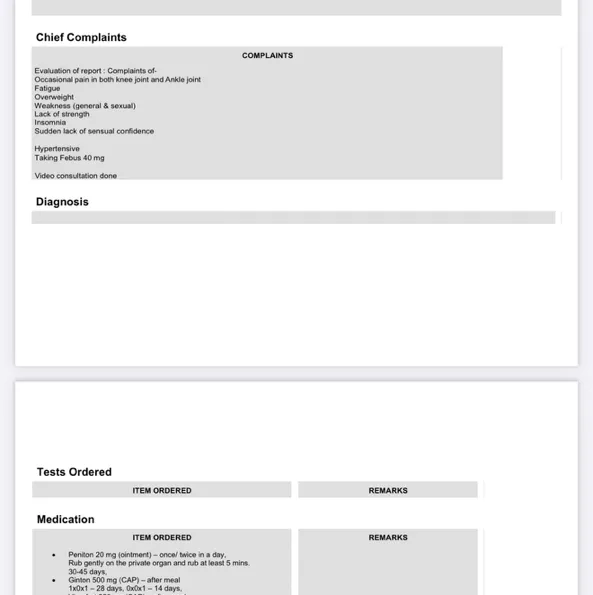 Chief Complaints
COMPLAINTS
Evaluation of report : Complaints of-
Occasional pain in both knee joint and Ankle joint
Fatigue
Overweight
Weakness (general & sexual)
Lack of strength
Insomnia
Sudden lack of sensual confidence
Hypertensive
Taking Febus 40 mg
Video consultation done
Diagnosis
Tests Ordered
ITEM ORDERED REMARKS
Medication
ITEM ORDERED REMARKS
• Peniton 20 mg (ointment) – once/ twice in a day,
Rub gently on the private organ and rub at least 5 mins.
30-45 days,
• Ginton 500 mg (CAP) – after meal
1x0x1 – 28 days, 0x0x1 – 14 days,